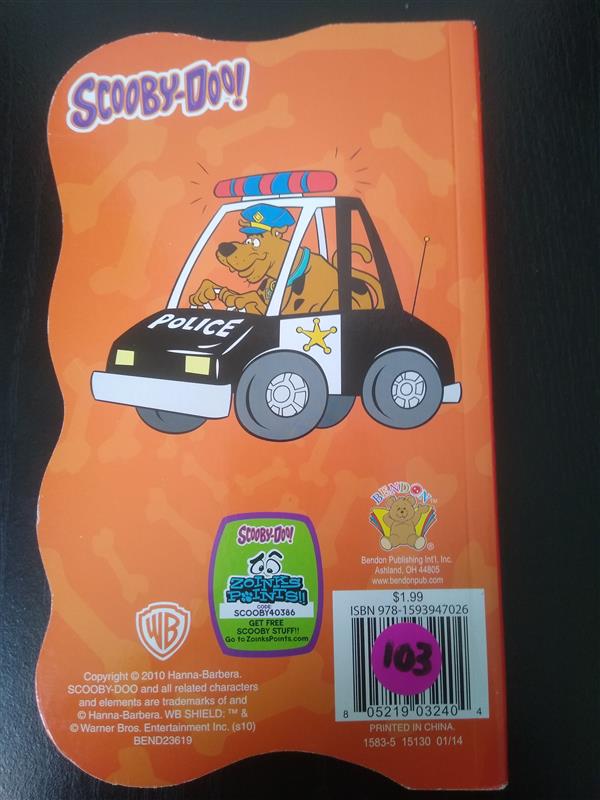 SCOOBY-DOO!
POLICE
BENDON™
®
Bendon Publishing Int'l, Inc.
Ashland, OH 44805
www.bendonpub.com
SCOOBY-DOO!
ZOINKS
POINTS!!
CODE
SCOOBY40386
GET FREE
SCOOBY STUFF!!
Go to ZoinksPoints.com
$1.99
ISBN 978-1593947026
103
8 05219 03240 4
PRINTED IN CHINA.
1583-5 15130 01/14
WB
Copyright © 2010 Hanna-Barbera.
SCOOBY-DOO and all related characters
and elements are trademarks of and
© Hanna-Barbera. WB SHIELD: ™ &
© Warner Bros. Entertainment Inc. (s10)
BEND23619